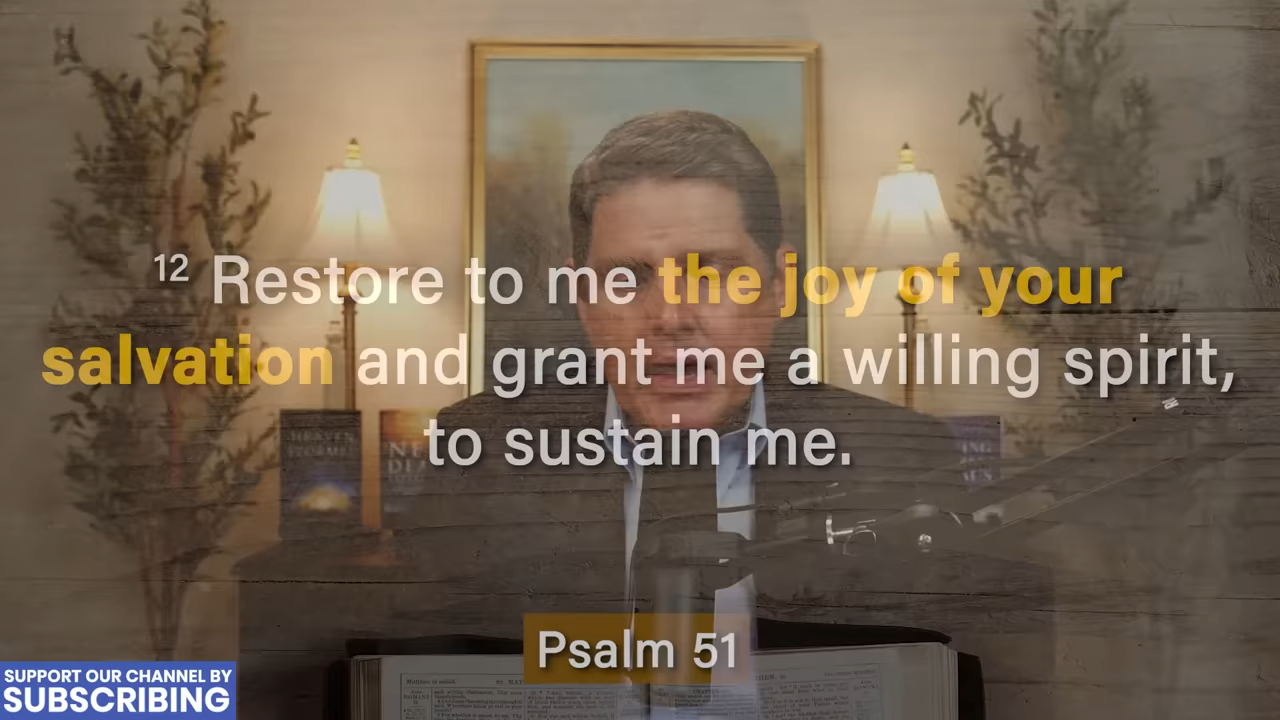 ¹² Restore to me the joy of your
salvation and grant me a willing spirit,
to sustain me.
HEAVEN
Psalm 51
SUPPORT OUR CHANNEL BY
SUBSCRIBING